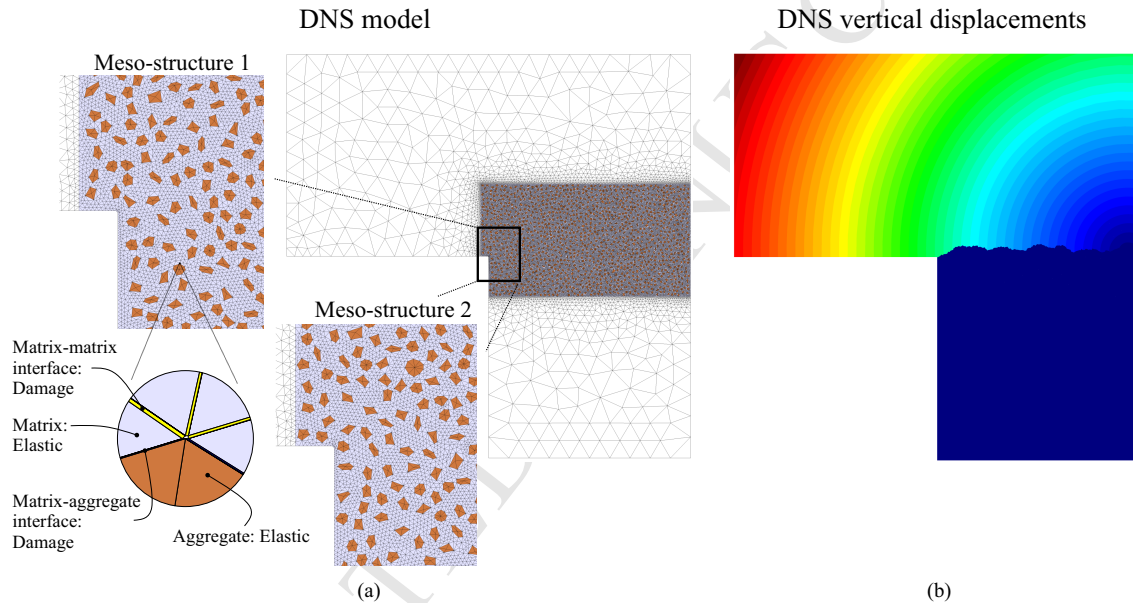 DNS model
DNS vertical displacements
Meso-structure 1
Meso-structure 2
Matrix-matrix
interface:
Damage
Matrix:
Elastic
Matrix-aggregate
interface:
Damage
Aggregate: Elastic
(a)
(b)